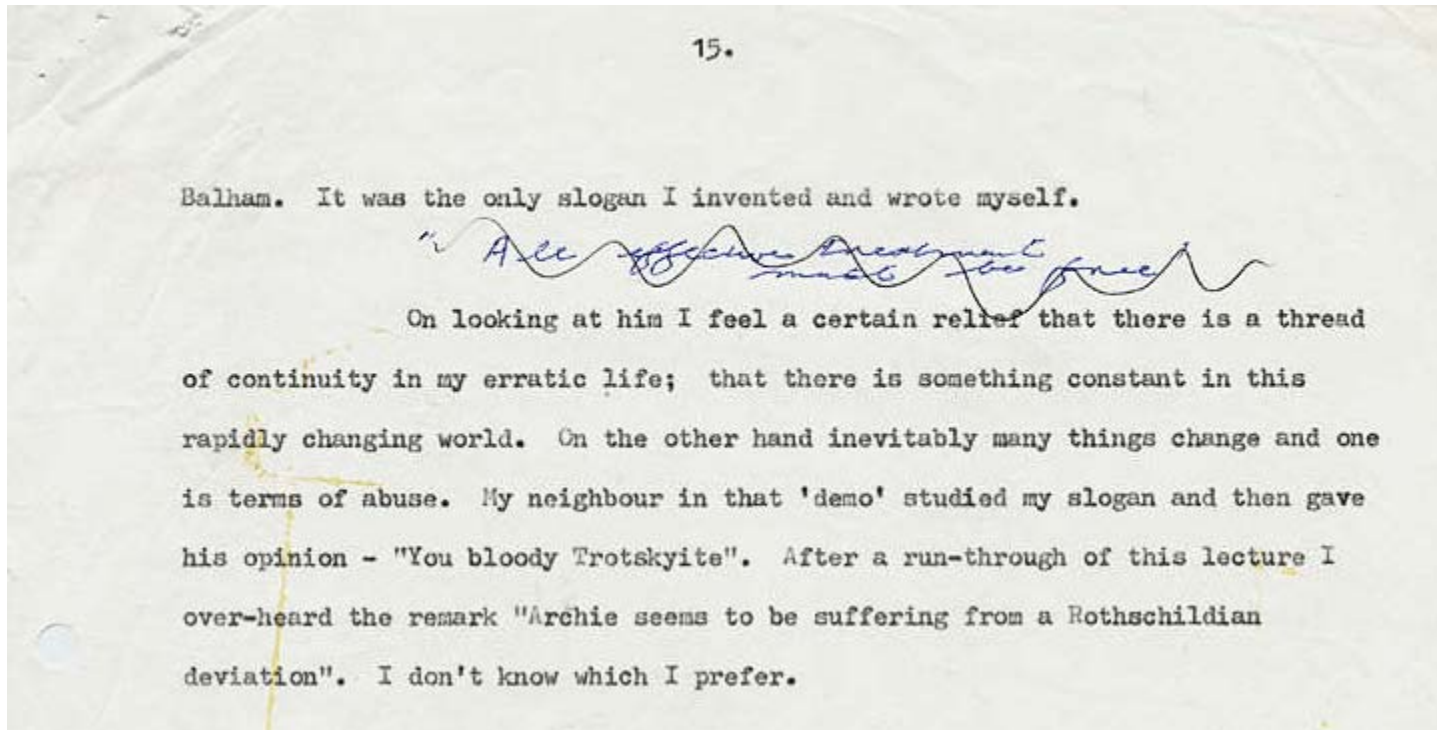 15.
Balham. It was the only slogan I invented and wrote myself.
" All effective treatment
must be free"
On looking at him I feel a certain relief that there is a thread
of continuity in my erratic life; that there is something constant in this
rapidly changing world. On the other hand inevitably many things change and one
is terms of abuse. My neighbour in that 'demo' studied my slogan and then gave
his opinion - "You bloody Trotskyite". After a run-through of this lecture I
over-heard the remark "Archie seems to be suffering from a Rothschildian
deviation". I don't know which I prefer.